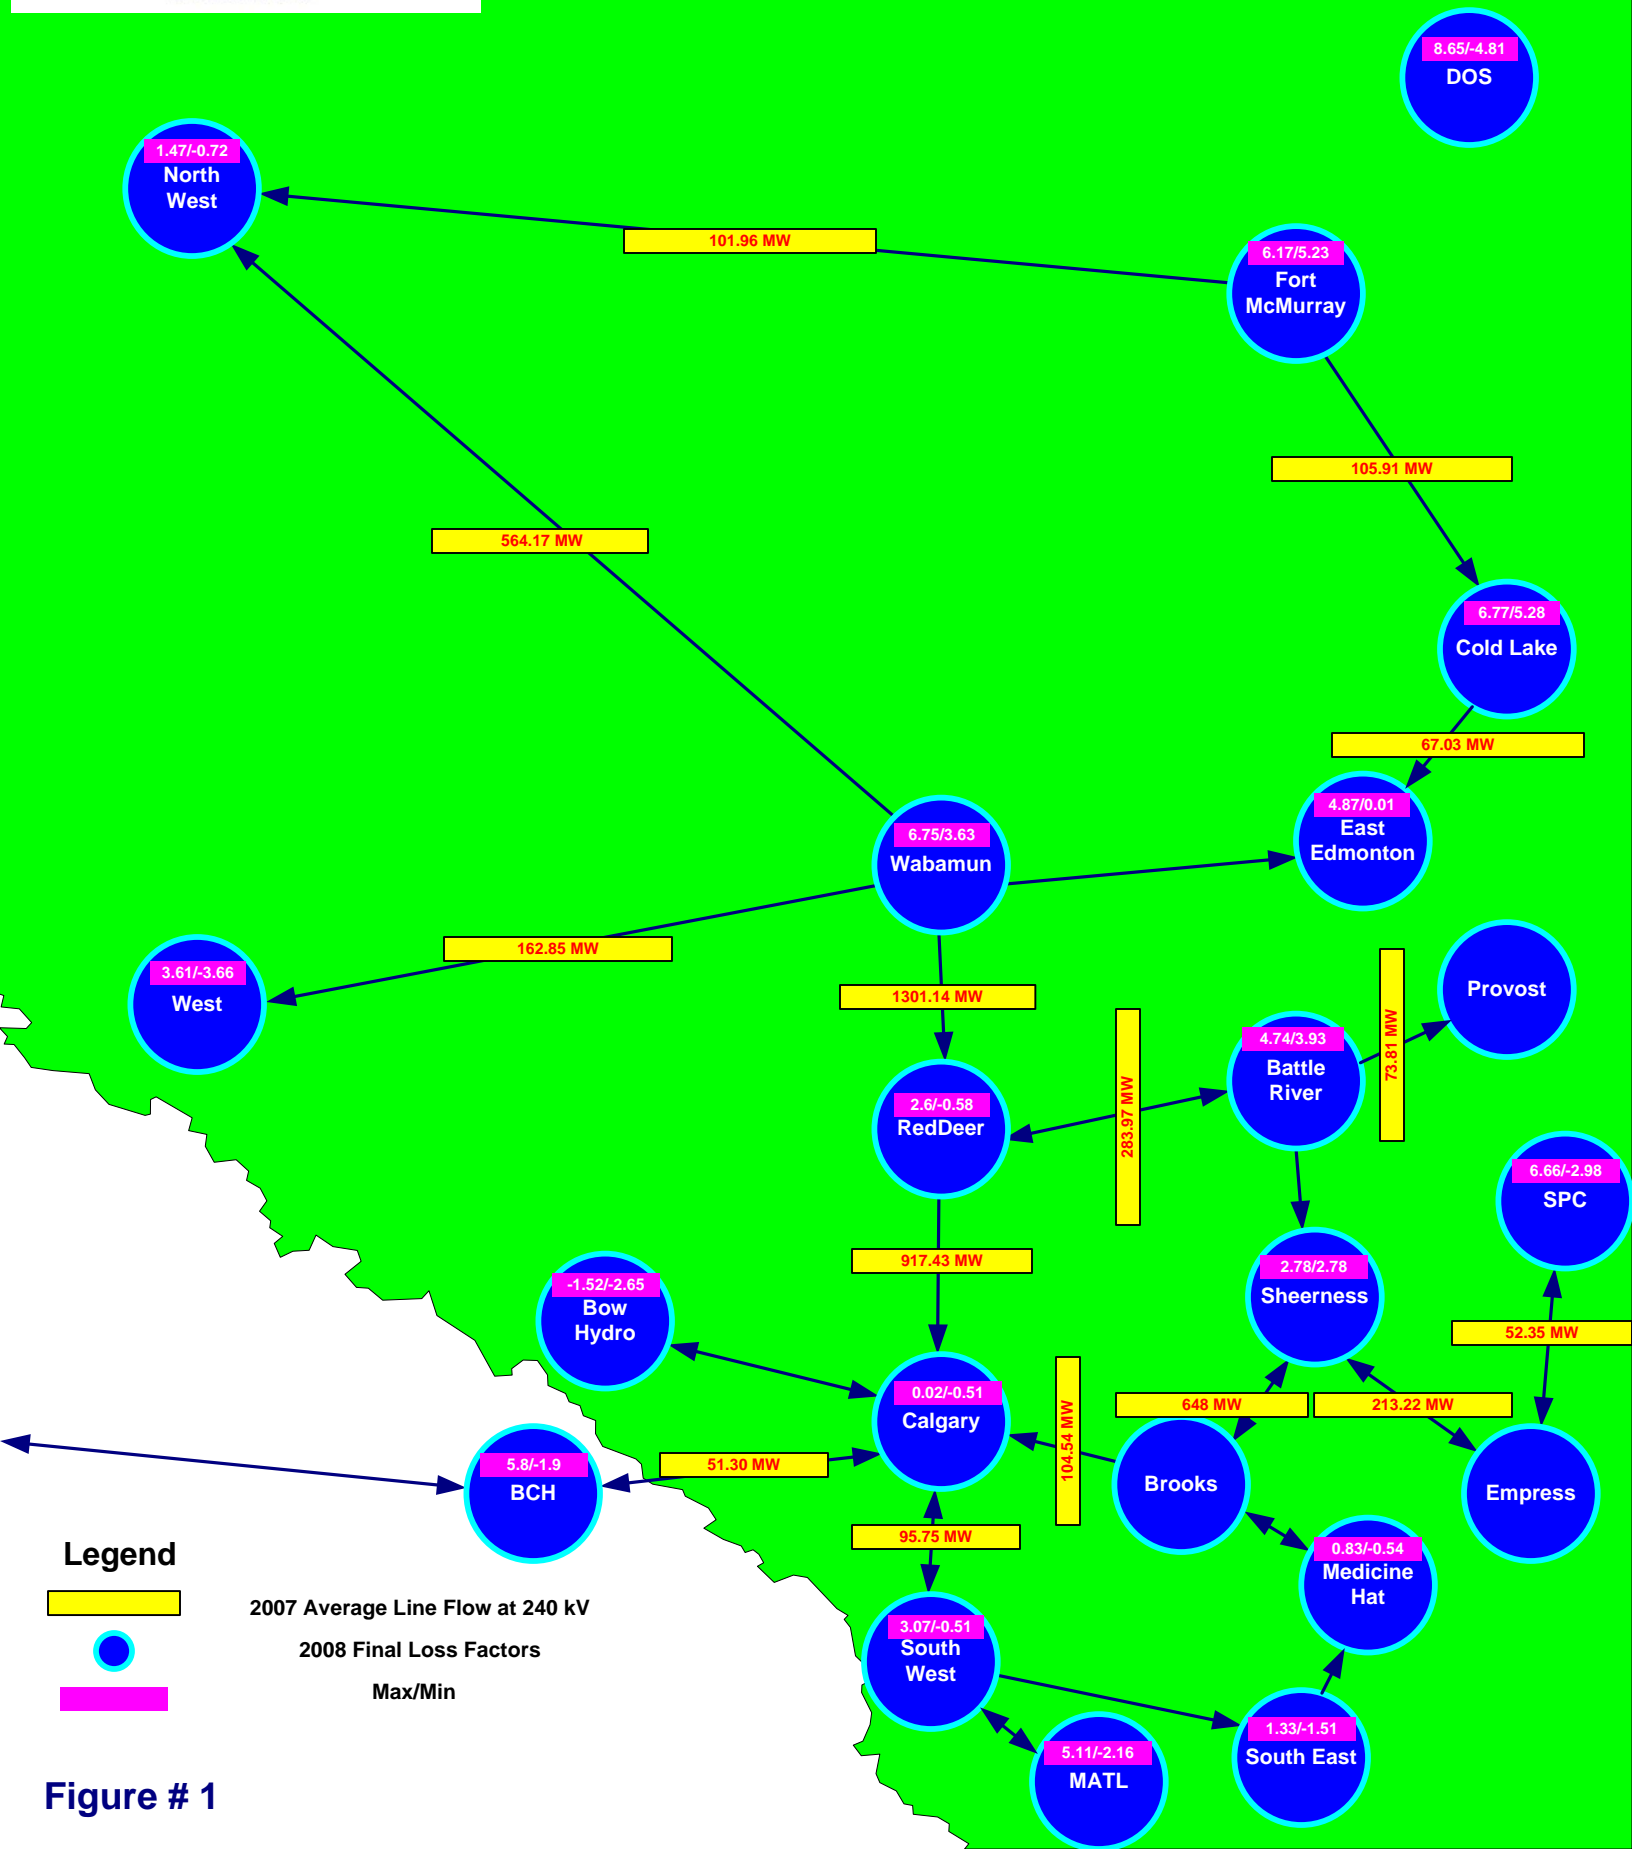 8.65/-4.81
DOS
1.47/-0.72
North
West
101.96 MW
6.17/5.23
Fort
McMurray
105.91 MW
564.17 MW
6.77/5.28
Cold Lake
67.03 MW
4.87/0.01
East
Edmonton
6.75/3.63
Wabamun
162.85 MW
3.61/-3.66
West
1301.14 MW
Provost
73.81 MW
4.74/3.93
Battle
River
283.97 MW
2.6/-0.58
RedDeer
6.66/-2.98
SPC
917.43 MW
2.78/2.78
Sheerness
-1.52/-2.65
Bow
Hydro
52.35 MW
0.02/-0.51
Calgary
104.54 MW
648 MW
213.22 MW
5.8/-1.9
BCH
51.30 MW
Brooks
Empress
95.75 MW
0.83/-0.54
Medicine
Hat
Legend
2007 Average Line Flow at 240 kV
2008 Final Loss Factors
Max/Min
3.07/-0.51
South
West
1.33/-1.51
South East
5.11/-2.16
MATL
Figure # 1